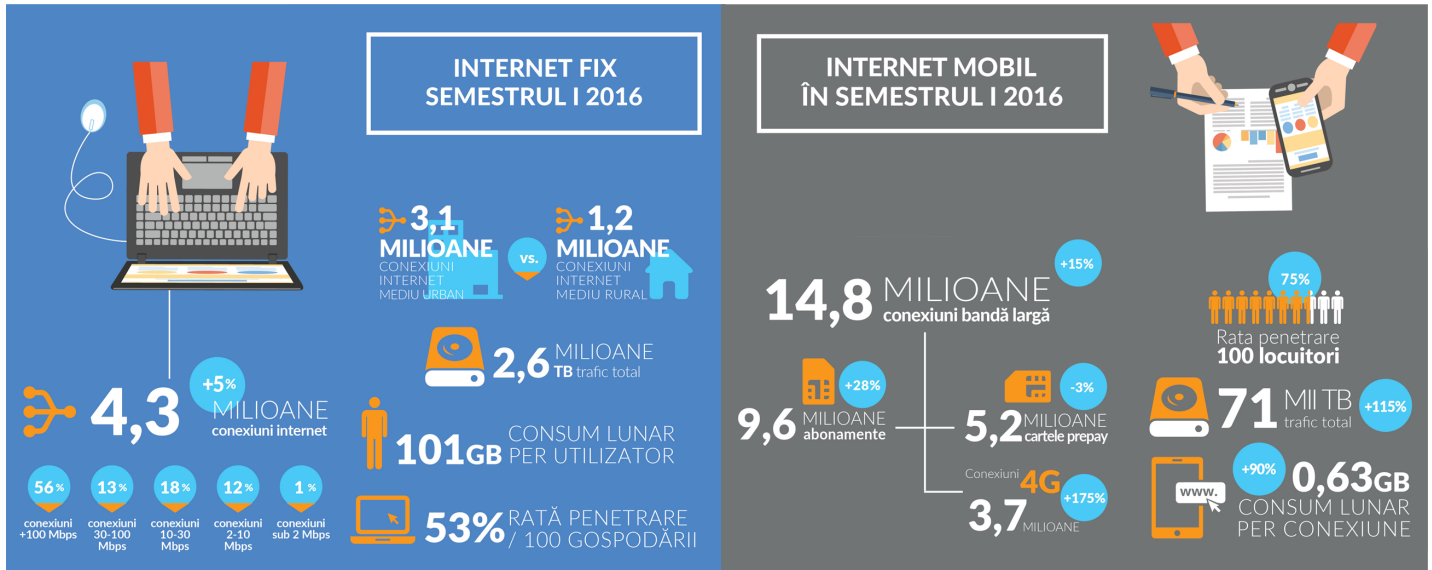 INTERNET FIX
SEMESTRUL I 2016
3,1
MILIOANE
CONEXIUNI
INTERNET
MEDIU URBAN
vs.
1,2
MILIOANE
CONEXIUNI
INTERNET
MEDIU RURAL
2,6 MILIOANE
TB trafic total
+5%
4,3 MILIOANE
conexiuni internet
101GB CONSUM LUNAR
PER UTILIZATOR
56%
conexiuni
+100 Mbps
13%
conexiuni
30-100
Mbps
18%
conexiuni
10-30
Mbps
12%
conexiuni
2-10
Mbps
1%
conexiuni
sub 2 Mbps
53% RATĂ PENETRARE
/ 100 GOSPODĂRII
INTERNET MOBIL
ÎN SEMESTRUL I 2016
+15%
14,8 MILIOANE
conexiuni bandă largă
75%
Rata penetrare
100 locuitori
+28%
9,6 MILIOANE
abonamente
-3%
5,2 MILIOANE
cartele prepay
Conexiuni 4G
+175%
3,7 MILIOANE
71 MII TB
trafic total
+115%
www.
+90%
0,63GB
CONSUM LUNAR
PER CONEXIUNE